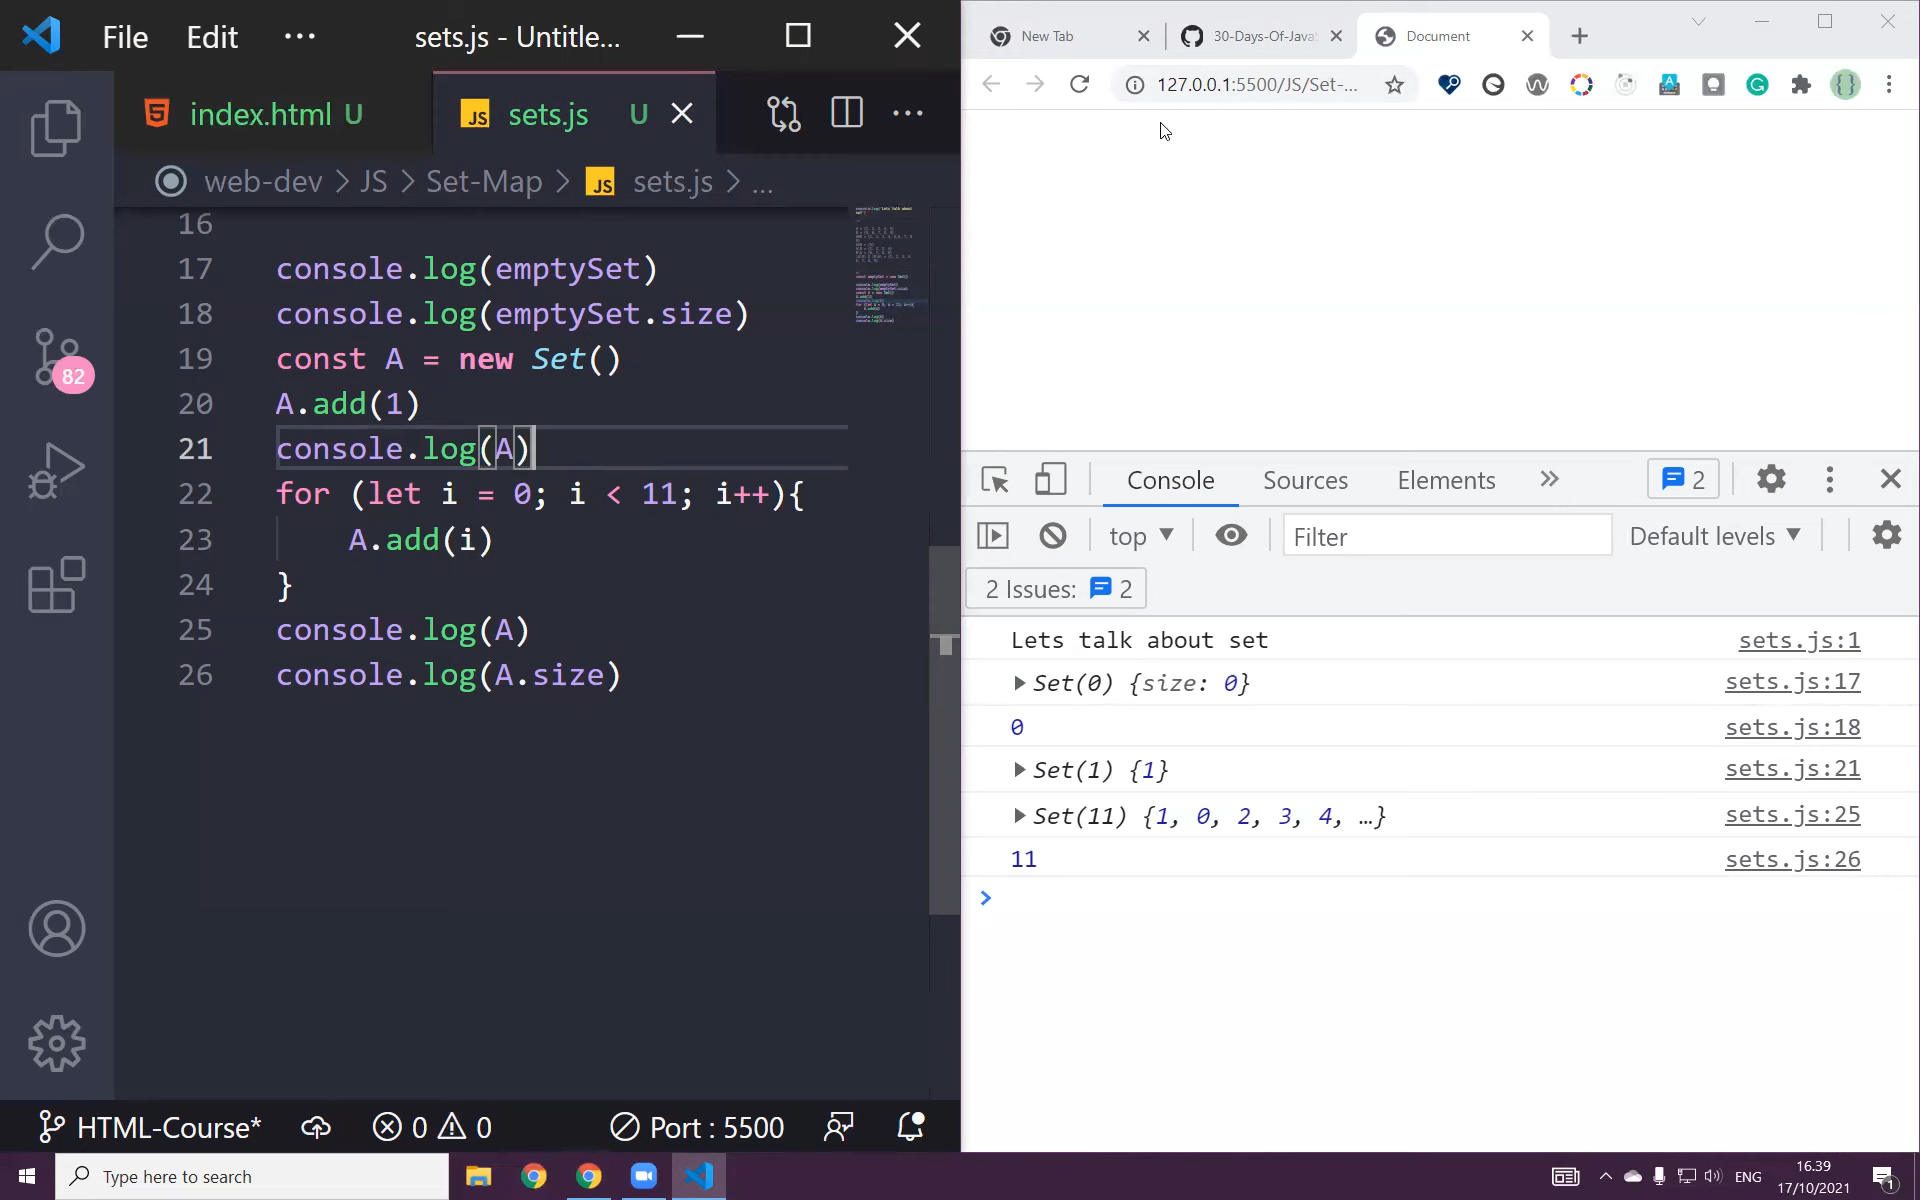 File Edit ··· sets.js - Untitle...
index.html U
sets.js U
web-dev > JS > Set-Map > JS sets.js > ...
16
17 console.log(emptySet)
18 console.log(emptySet.size)
19 const A = new Set()
20 A.add(1)
21 console.log(A)
22 for (let i = 0; i < 11; i++){
23 A.add(i)
24 }
25 console.log(A)
26 console.log(A.size)
82
HTML-Course* 0 0 Port : 5500
New Tab
30-Days-Of-Java
Document
127.0.0.1:5500/JS/Set-...
Console Sources Elements 2
top Filter Default levels
2 Issues: 2
Lets talk about set sets.js:1
Set(0) {size: 0} sets.js:17
0 sets.js:18
Set(1) {1} sets.js:21
Set(11) {1, 0, 2, 3, 4, …} sets.js:25
11 sets.js:26
Type here to search
ENG
16.39
17/10/2021
1